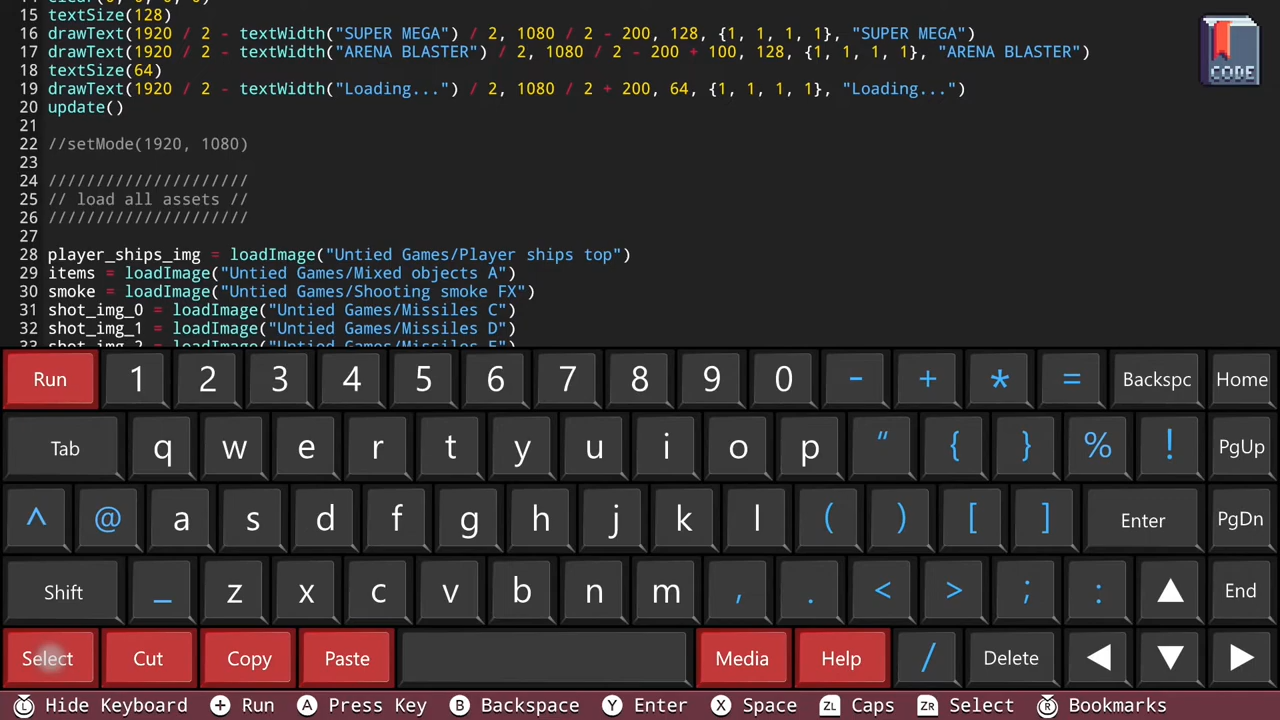 15 textSize(128)
16 drawText(1920 / 2 - textWidth("SUPER MEGA") / 2, 1080 / 2 - 200, 128, {1, 1, 1, 1}, "SUPER MEGA")
17 drawText(1920 / 2 - textWidth("ARENA BLASTER") / 2, 1080 / 2 - 200 + 100, 128, {1, 1, 1, 1}, "ARENA BLASTER")
18 textSize(64)
19 drawText(1920 / 2 - textWidth("Loading...") / 2, 1080 / 2 + 200, 64, {1, 1, 1, 1}, "Loading...")
20 update()
21
22 //setMode(1920, 1080)
23
24 /////////////////////
25 // load all assets //
26 /////////////////////
27
28 player_ships_img = loadImage("Untied Games/Player ships top")
29 items = loadImage("Untied Games/Mixed objects A")
30 smoke = loadImage("Untied Games/Shooting smoke FX")
31 shot_img_0 = loadImage("Untied Games/Missiles C")
32 shot_img_1 = loadImage("Untied Games/Missiles D")
CODE
Run 1 2 3 4 5 6 7 8 9 0 - + * = Backspc Home
Tab q w e r t y u i o p " { } % ! PgUp
^ @ a s d f g h j k l ( ) [ ] Enter PgDn
Shift _ z x c v b n m , . < > ; : ▲ End
Select Cut Copy Paste Media Help / Delete ◀ ▼ ▶
L Hide Keyboard + Run A Press Key B Backspace Y Enter X Space ZL Caps ZR Select R Bookmarks